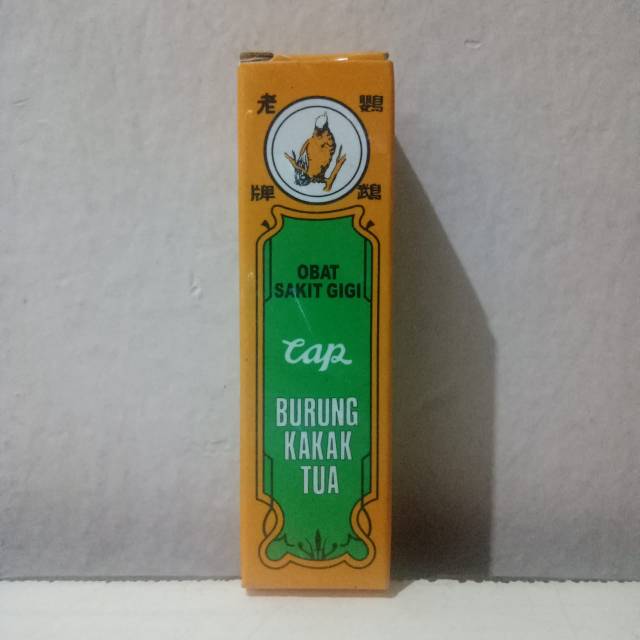 老 鸚
牌 鵡
OBAT
SAKIT GIGI
Cap
BURUNG
KAKAK
TUA